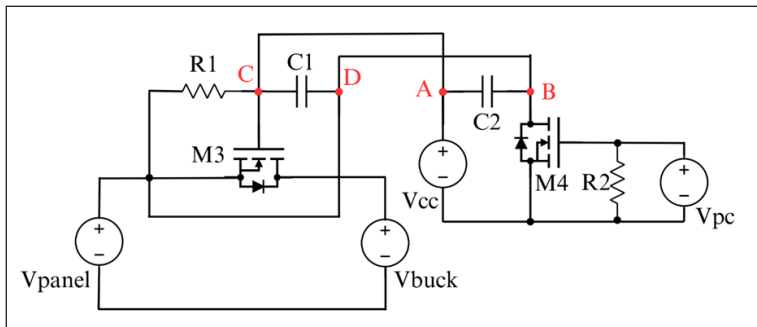 R1
C
C1
D
A
B
C2
M3
M4
R2
Vcc
Vpc
+
−
+
−
+
−
+
−
Vpanel
Vbuck